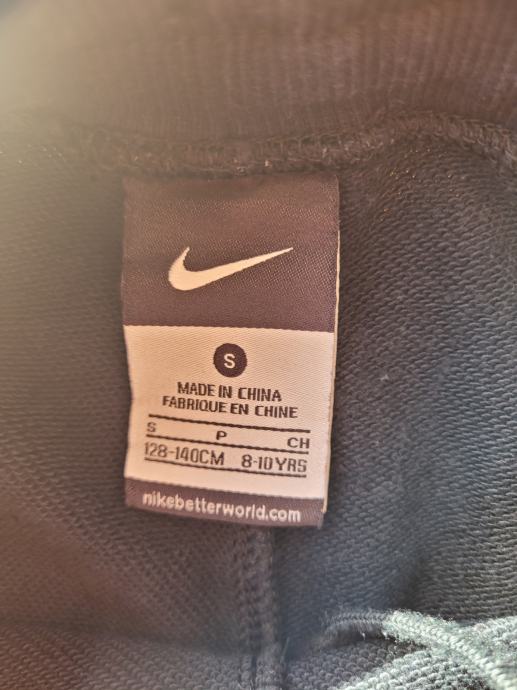 S
MADE IN CHINA
FABRIQUE EN CHINE
S P CH
128-140CM 8-10YRS
nikebetterworld.com